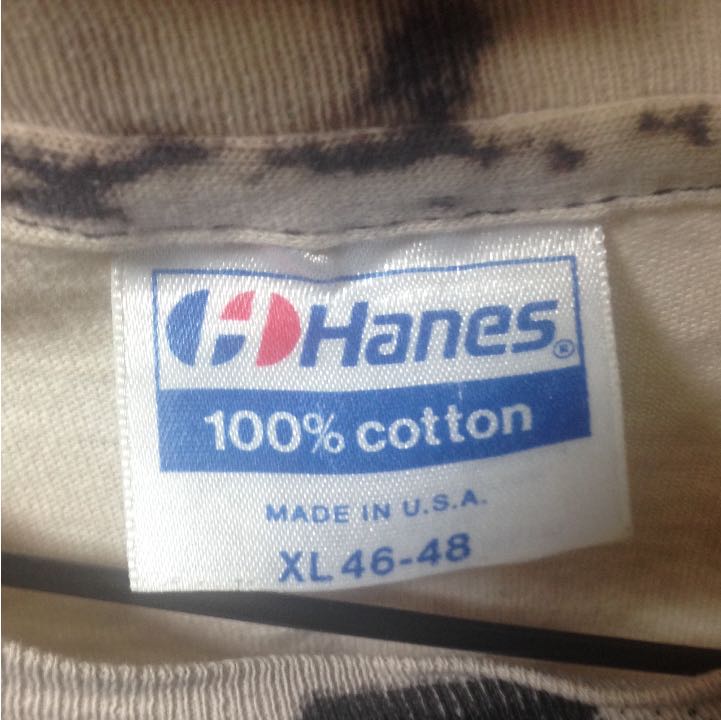 Hanes®
100% cotton
MADE IN U.S.A.
XL 46-48